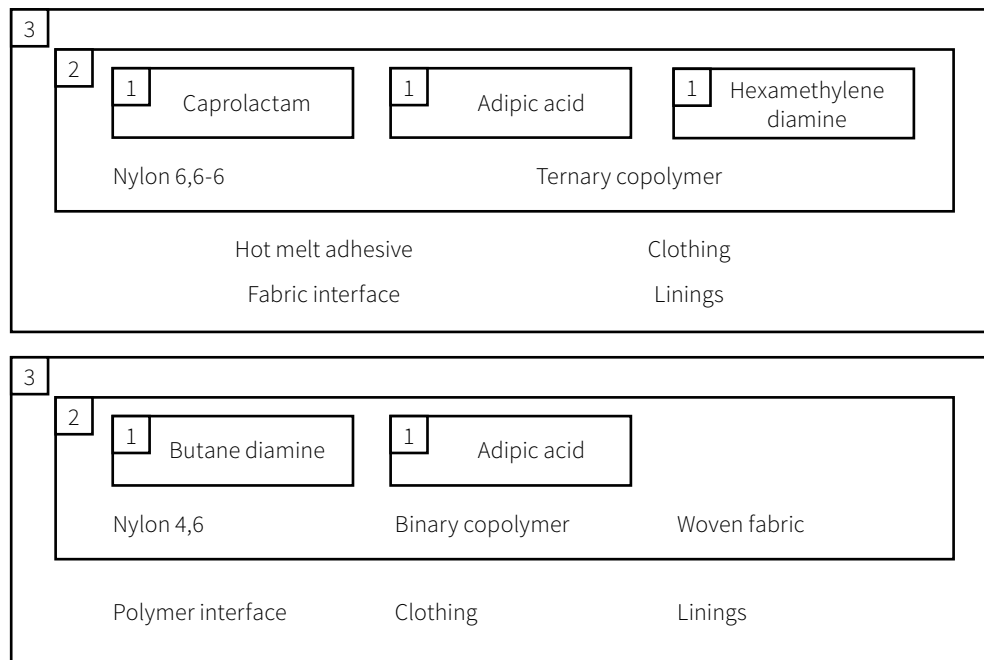 3
2
1 Caprolactam
1 Adipic acid
1 Hexamethylene
diamine
Nylon 6,6-6 Ternary copolymer
Hot melt adhesive Clothing
Fabric interface Linings
3
2
1 Butane diamine
1 Adipic acid
Nylon 4,6 Binary copolymer Woven fabric
Polymer interface Clothing Linings